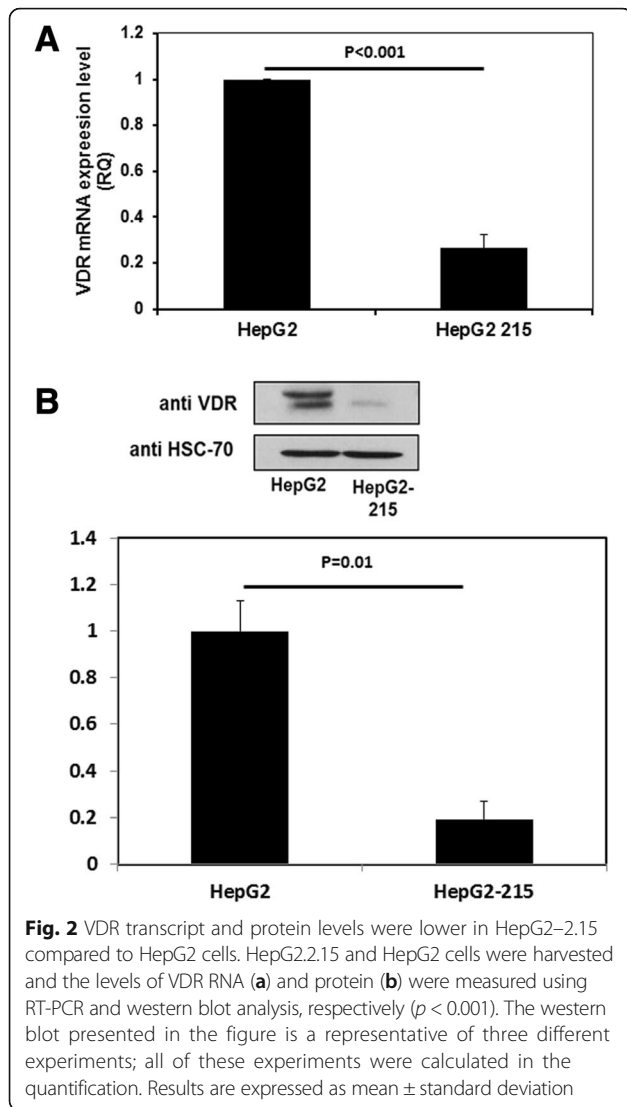 A
VDR mRNA expreesion level
(RQ)
1.2
1
0.8
0.6
0.4
0.2
0
P<0.001
HepG2
HepG2 215
B
anti VDR
anti HSC-70
HepG2
HepG2-
215
1.4
1.2
1
0.8
0.6
0.4
0.2
0
P=0.01
HepG2
HepG2-215
Fig. 2 VDR transcript and protein levels were lower in HepG2–2.15
compared to HepG2 cells. HepG2.2.15 and HepG2 cells were harvested
and the levels of VDR RNA (a) and protein (b) were measured using
RT-PCR and western blot analysis, respectively (p < 0.001). The western
blot presented in the figure is a representative of three different
experiments; all of these experiments were calculated in the
quantification. Results are expressed as mean ± standard deviation